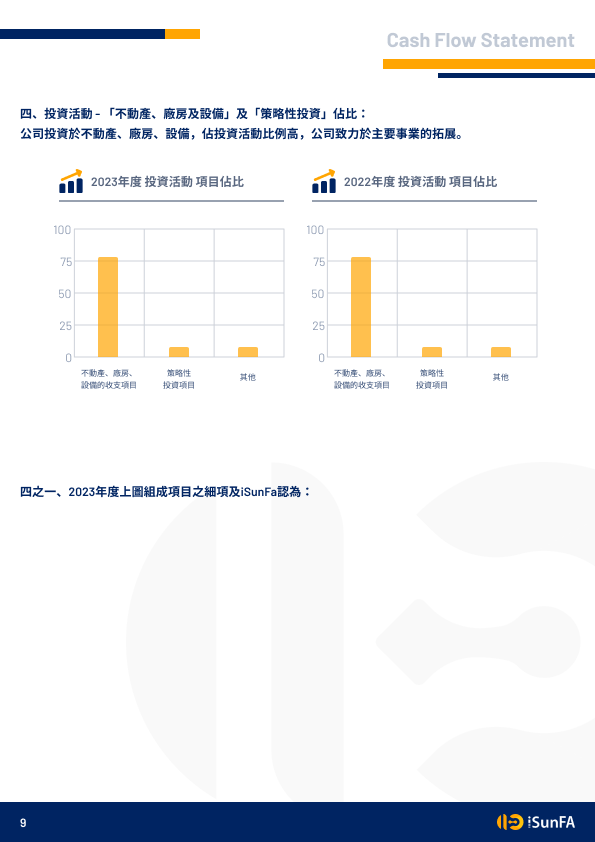 Cash Flow Statement
四、投資活動 - 「不動產、廠房及設備」及「策略性投資」佔比：
公司投資於不動產、廠房、設備，佔投資活動比例高，公司致力於主要事業的拓展。
2023年度 投資活動 項目佔比
100
75
50
25
0
不動產、廠房、
設備的收支項目
策略性
投資項目
其他
2022年度 投資活動 項目佔比
100
75
50
25
0
不動產、廠房、
設備的收支項目
策略性
投資項目
其他
四之一、2023年度上圖組成項目之細項及iSunFa認為：
9
iSunFA